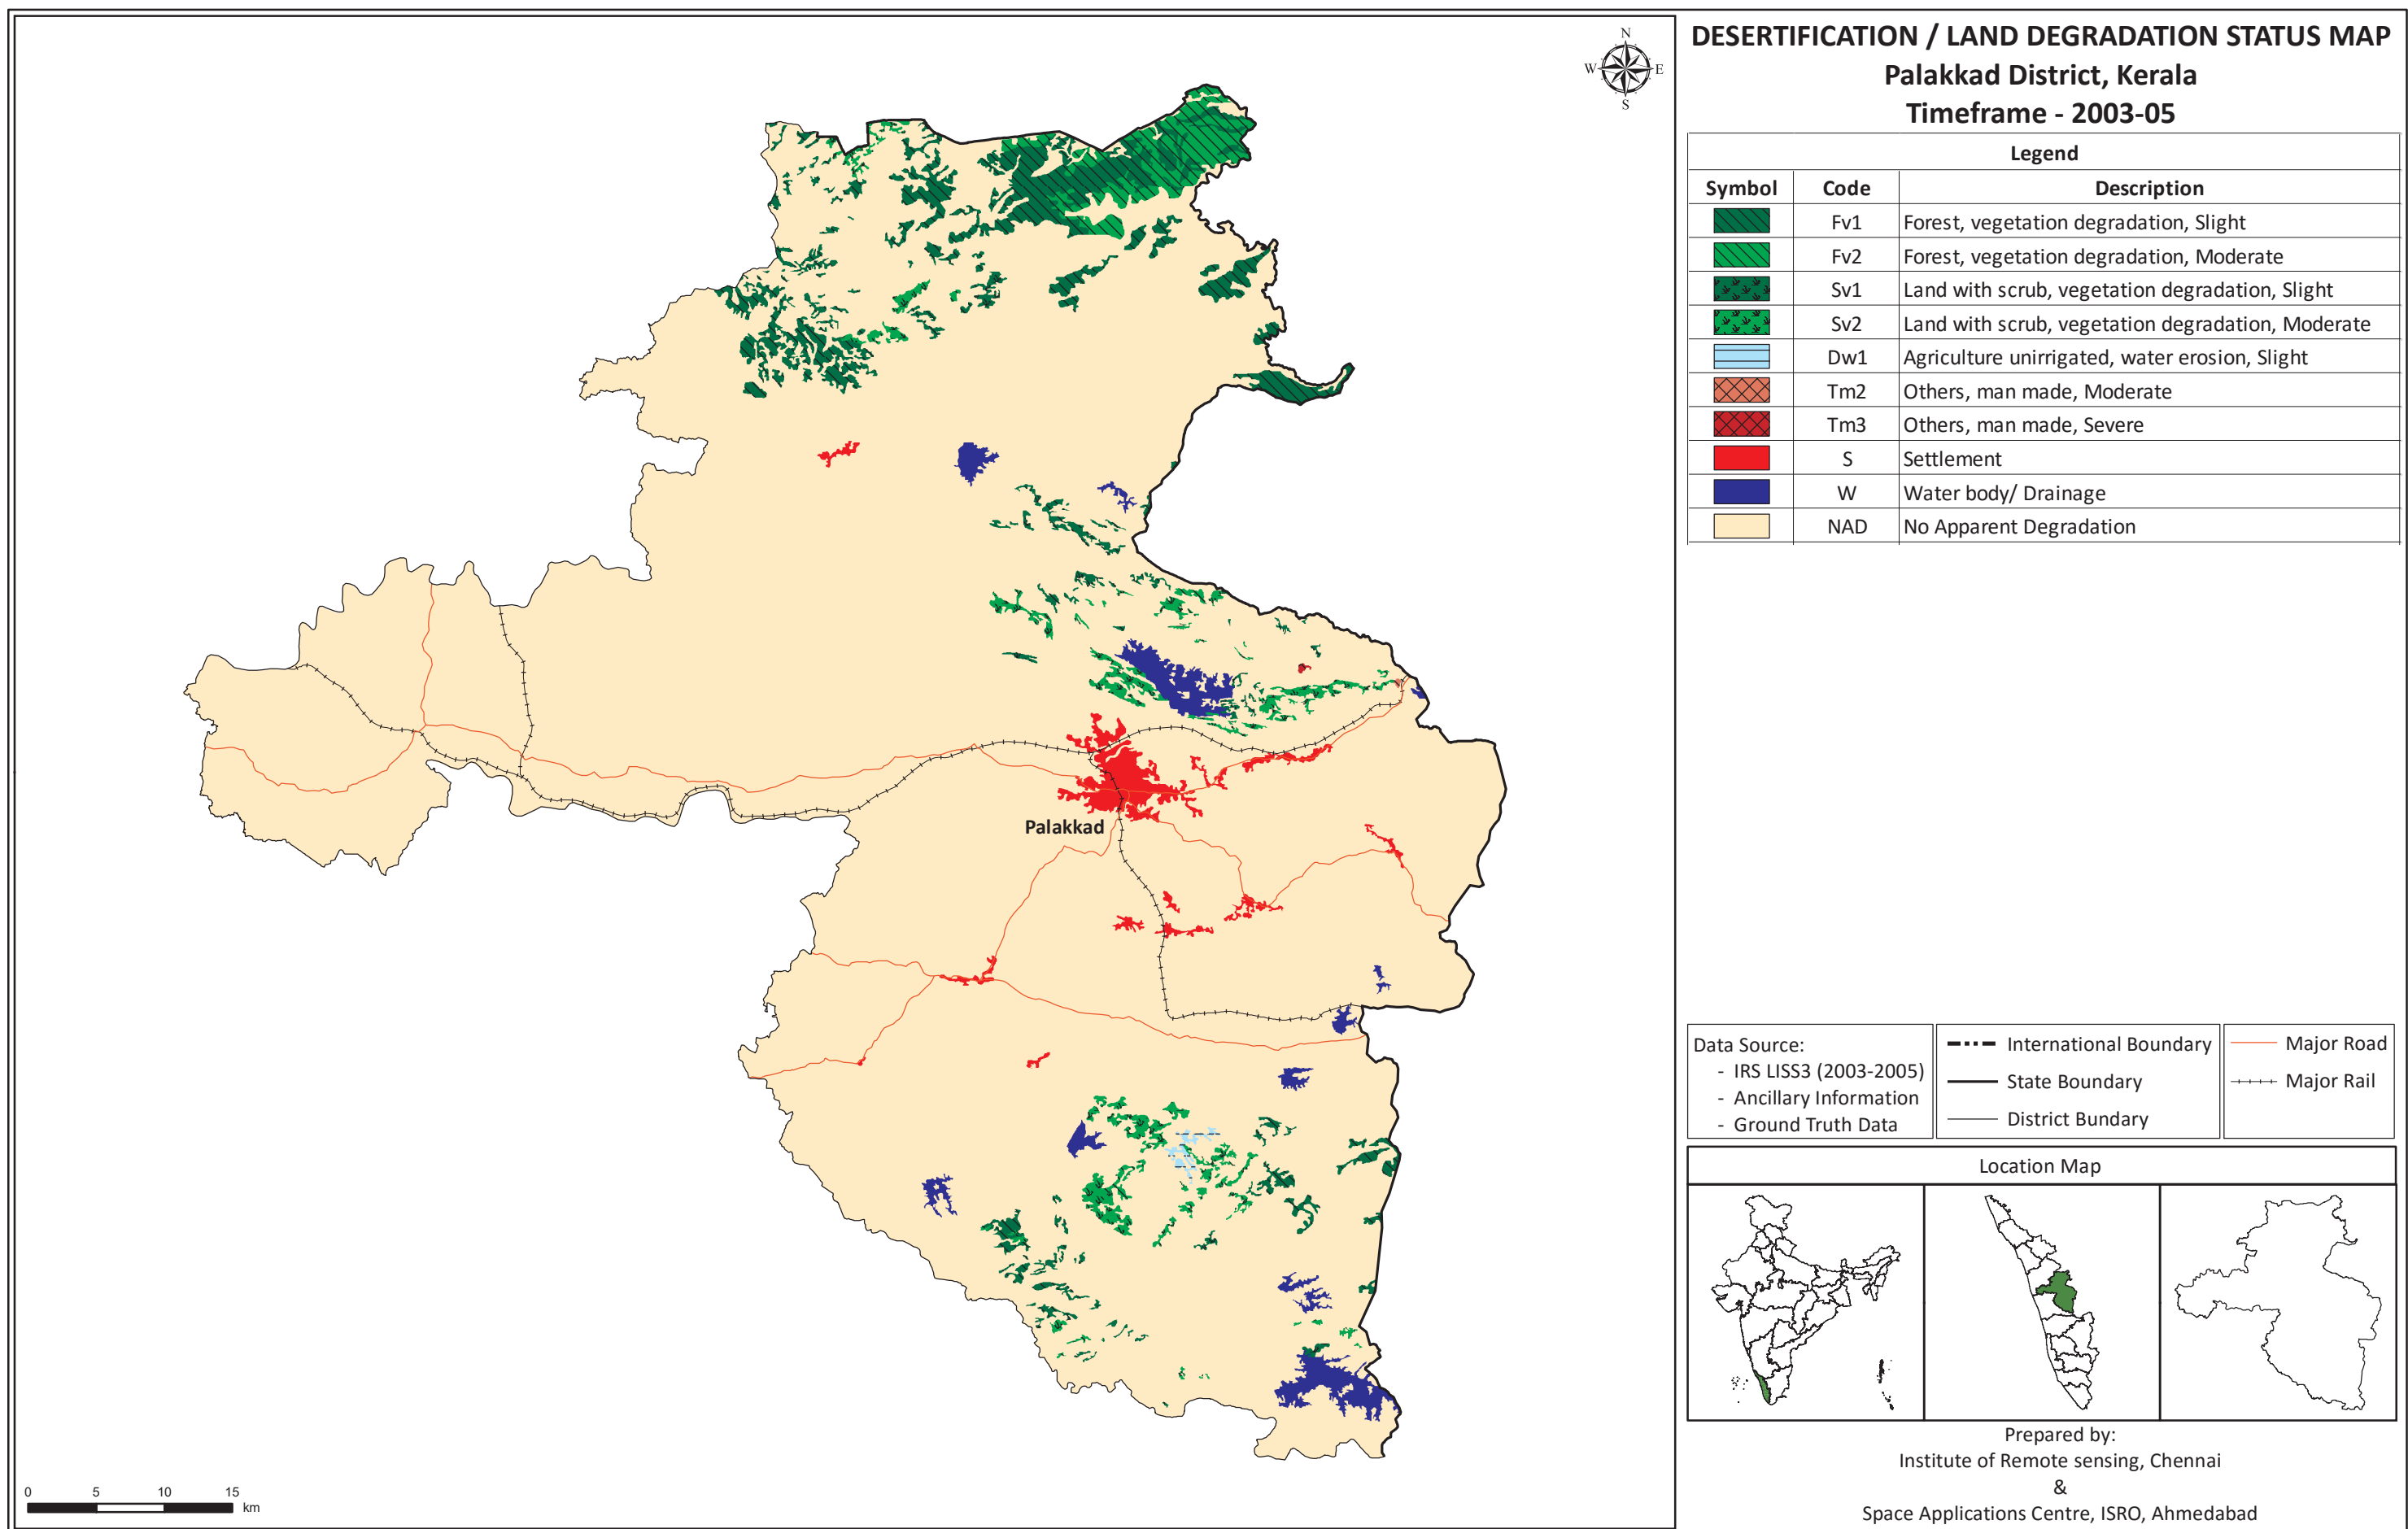 DESERTIFICATION / LAND DEGRADATION STATUS MAP
Palakkad District, Kerala
Timeframe - 2003-05
Legend
Symbol Code Description
Fv1 Forest, vegetation degradation, Slight
Fv2 Forest, vegetation degradation, Moderate
Sv1 Land with scrub, vegetation degradation, Slight
Sv2 Land with scrub, vegetation degradation, Moderate
Dw1 Agriculture unirrigated, water erosion, Slight
Tm2 Others, man made, Moderate
Tm3 Others, man made, Severe
S Settlement
W Water body/ Drainage
NAD No Apparent Degradation
N
W E
S
Palakkad
0 5 10 15
km
Data Source:
- IRS LISS3 (2003-2005)
- Ancillary Information
- Ground Truth Data
International Boundary
State Boundary
District Bundary
Major Road
Major Rail
Location Map
Prepared by:
Institute of Remote sensing, Chennai
&
Space Applications Centre, ISRO, Ahmedabad